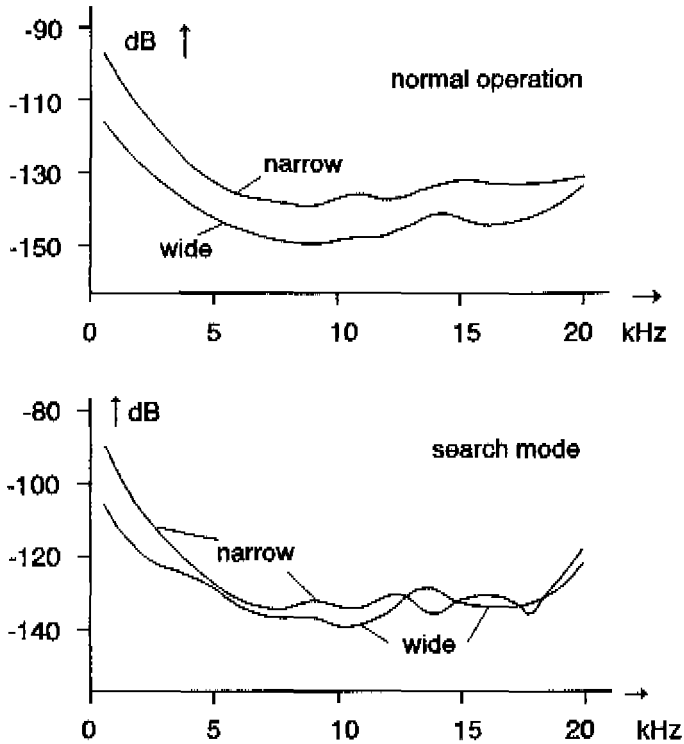 -90
dB ↑
normal operation
-110
-130
narrow
-150
wide
0 5 10 15 20 kHz
→
-80
↑ dB
search mode
-100
narrow
-120
-140
wide
→
0 5 10 15 20 kHz